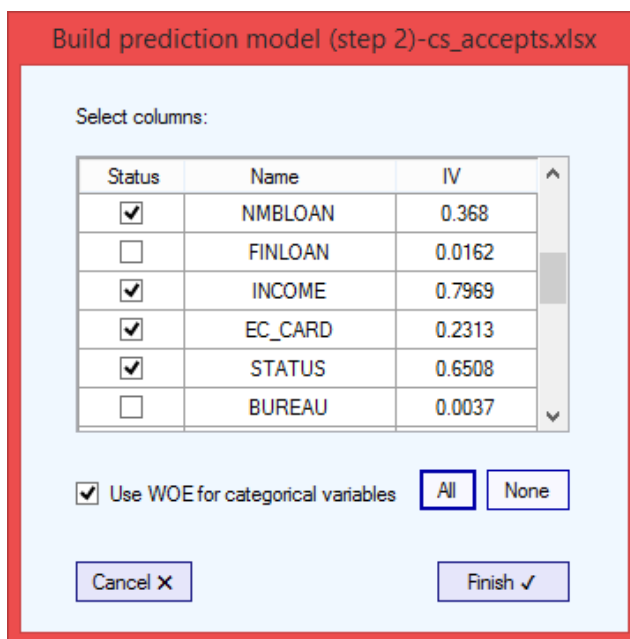 Build prediction model (step 2)-cs_accepts.xlsx
Select columns:
Status Name IV
NMBLOAN 0.368
FINLOAN 0.0162
INCOME 0.7969
EC_CARD 0.2313
STATUS 0.6508
BUREAU 0.0037
Use WOE for categorical variables All None
Cancel ✕ Finish ✓